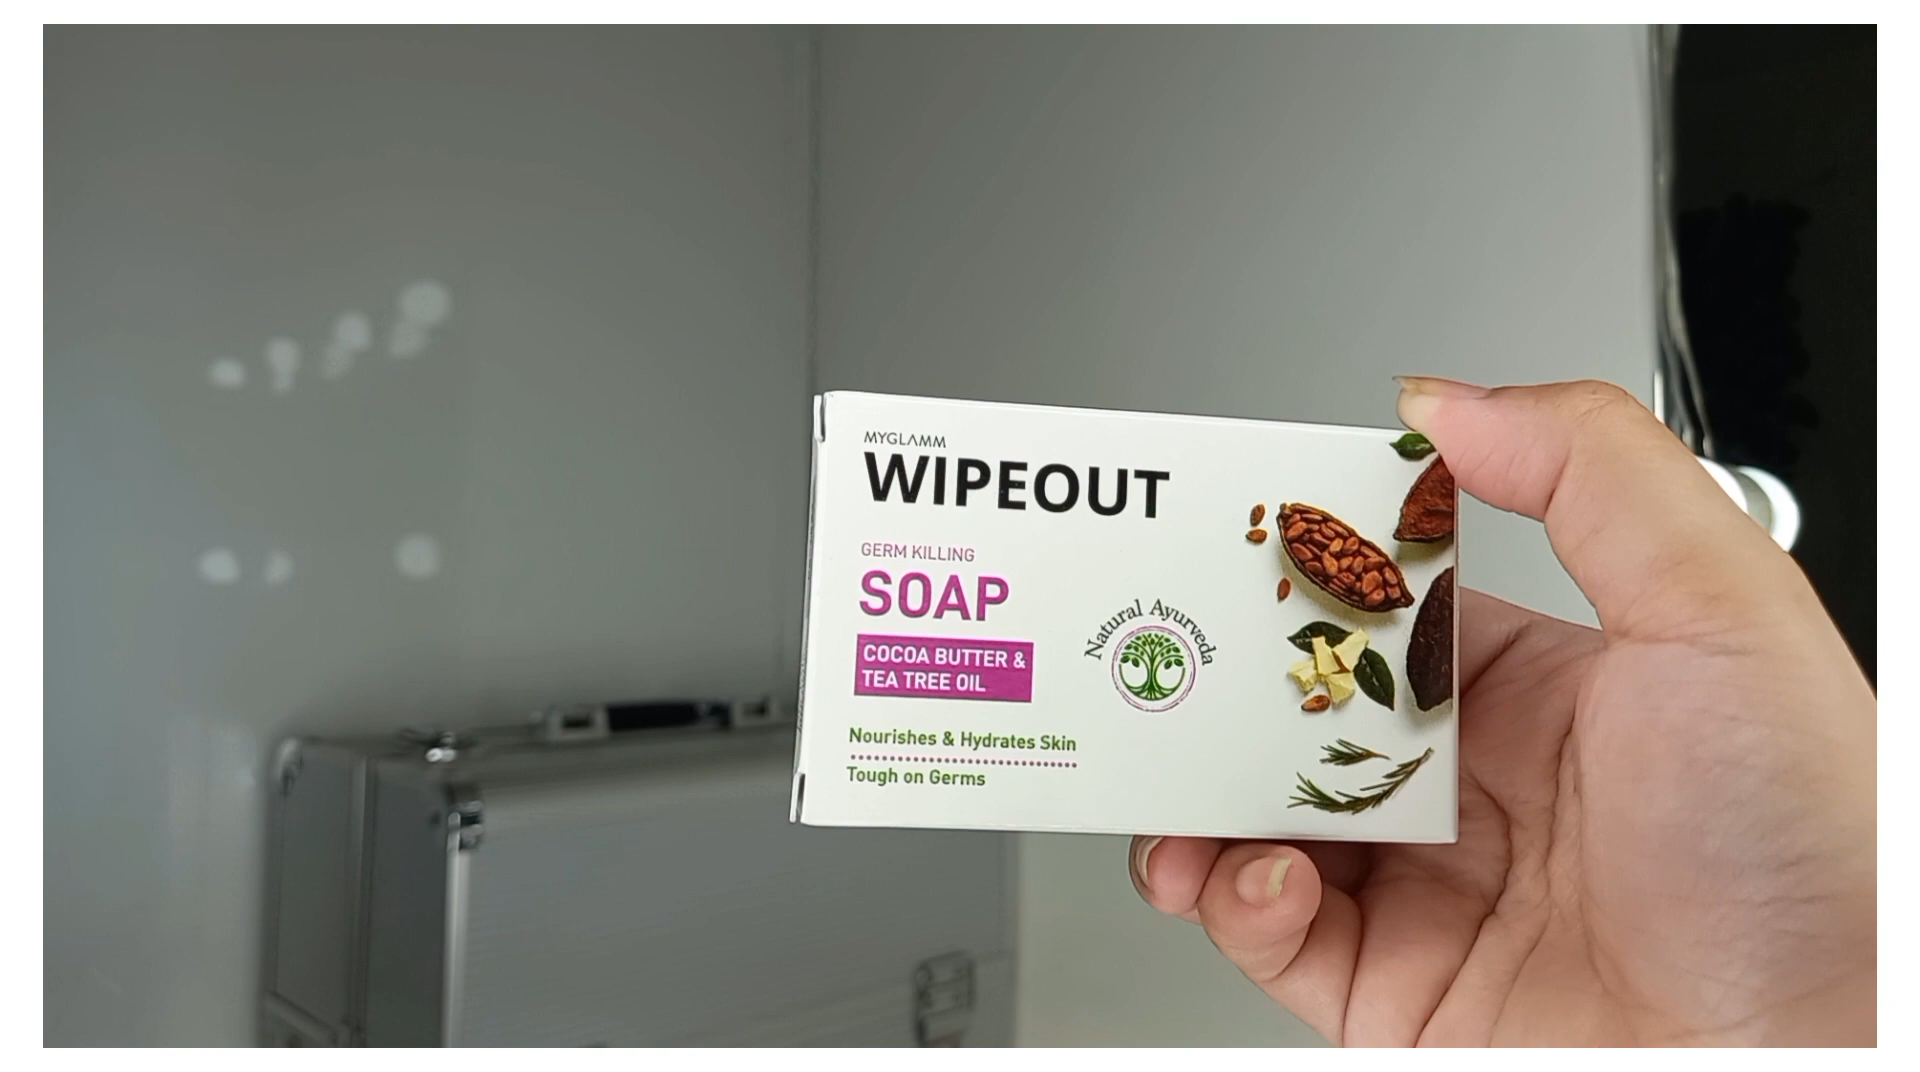 MYGLAMM
WIPEOUT
GERM KILLING
SOAP
COCOA BUTTER &
TEA TREE OIL
Natural Ayurveda
Nourishes & Hydrates Skin
Tough on Germs